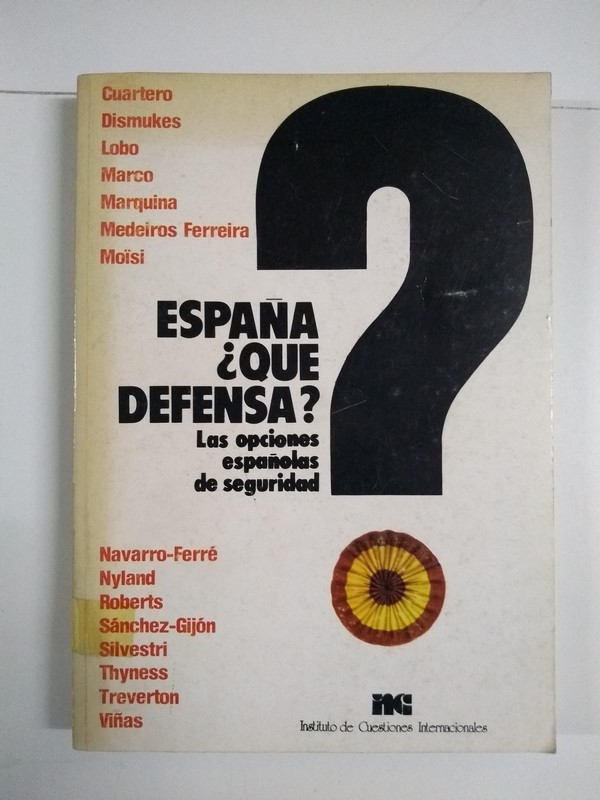 Cuartero
Dismukes
Lobo
Marco
Marquina
Medeiros Ferreira
Moïsi
?
ESPAÑA
¿QUE
DEFENSA?
Las opciones
españolas
de seguridad
Navarro-Ferré
Nyland
Roberts
Sánchez-Gijón
Silvestri
Thyness
Treverton
Viñas
inci
Instituto de Cuestiones Internacionales